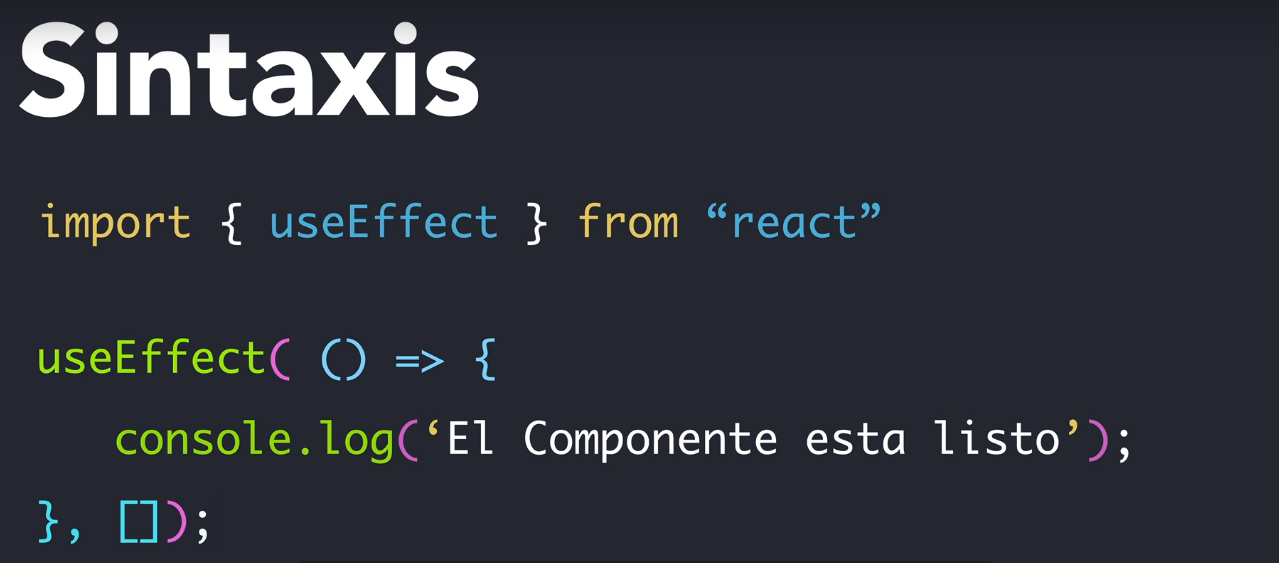 Sintaxis
import { useEffect } from “react”
useEffect( () => {
console.log(‘El Componente esta listo’);
}, []);